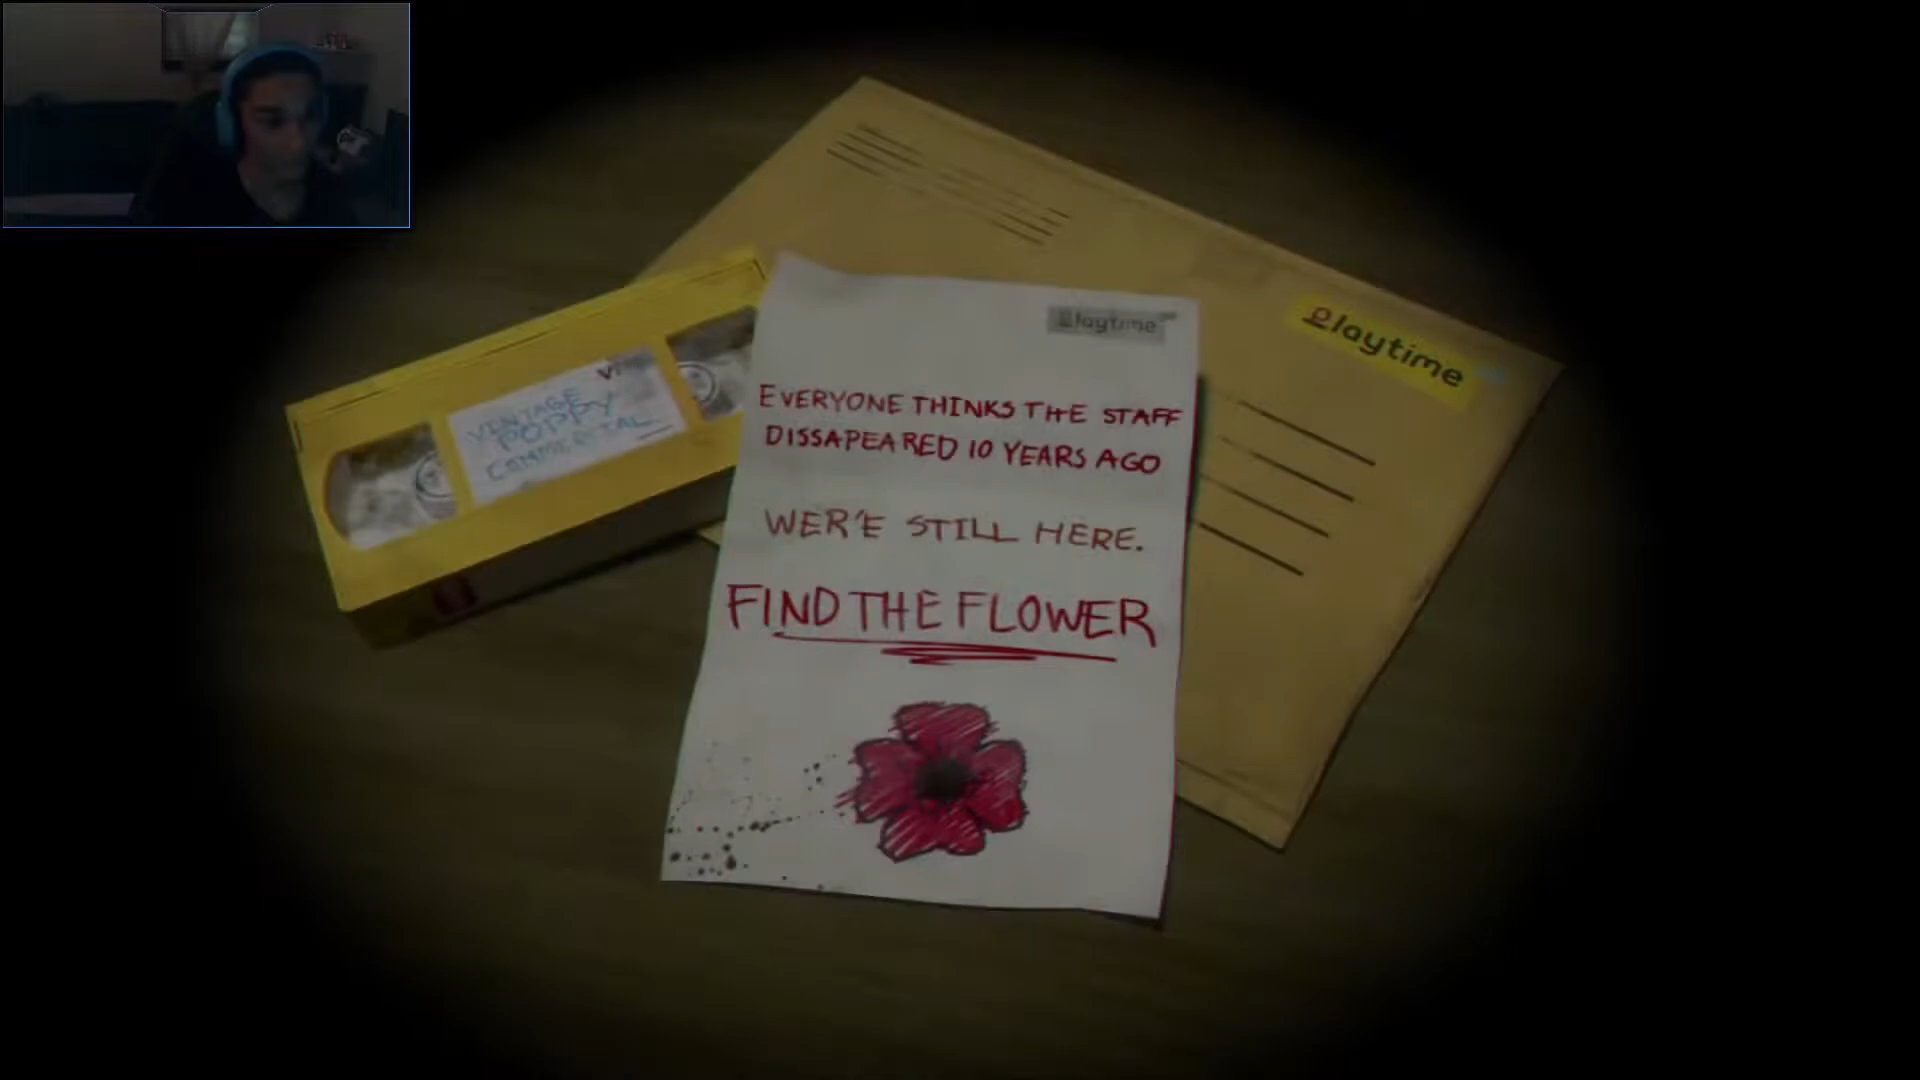 Playtime
Playtime
VINTAGE
POPPY
COMMERCIAL
EVERYONE THINKS THE STAFF
DISSAPEARED 10 YEARS AGO
WER'E STILL HERE.
FIND THE FLOWER